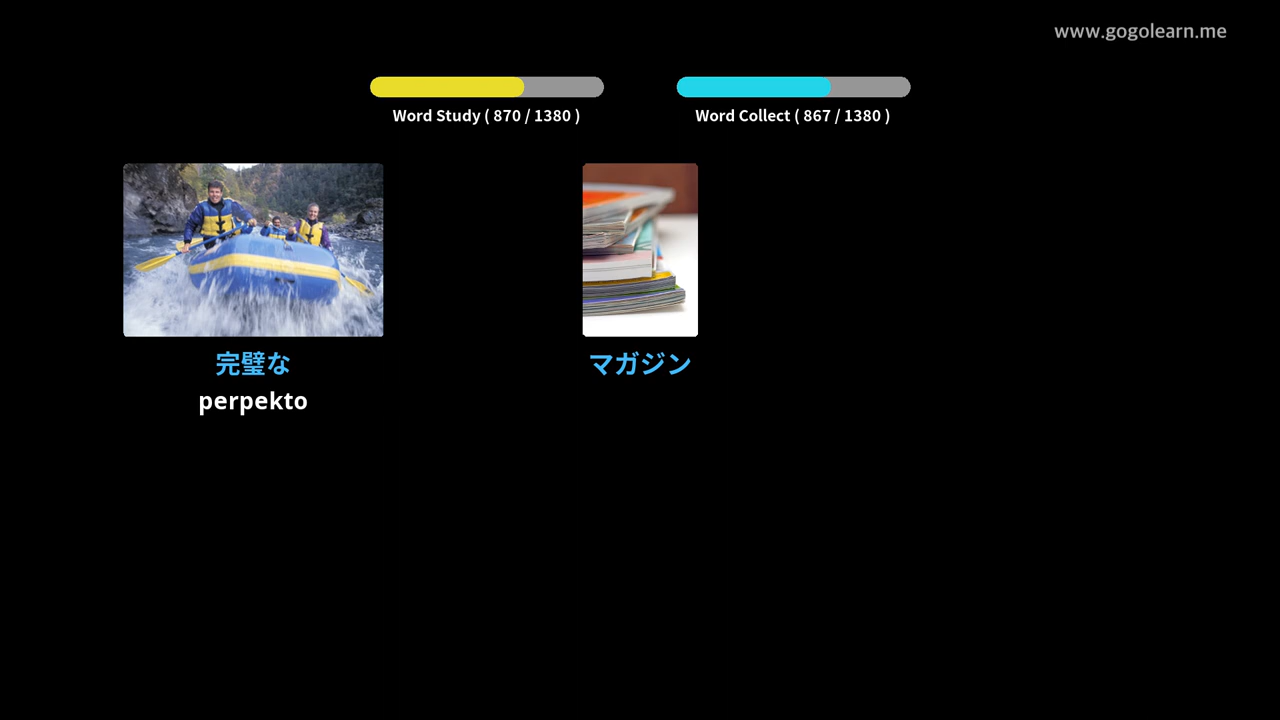 www.gogolearn.me
Word Study ( 870 / 1380 )
Word Collect ( 867 / 1380 )
完璧な
perpekto
マガジン